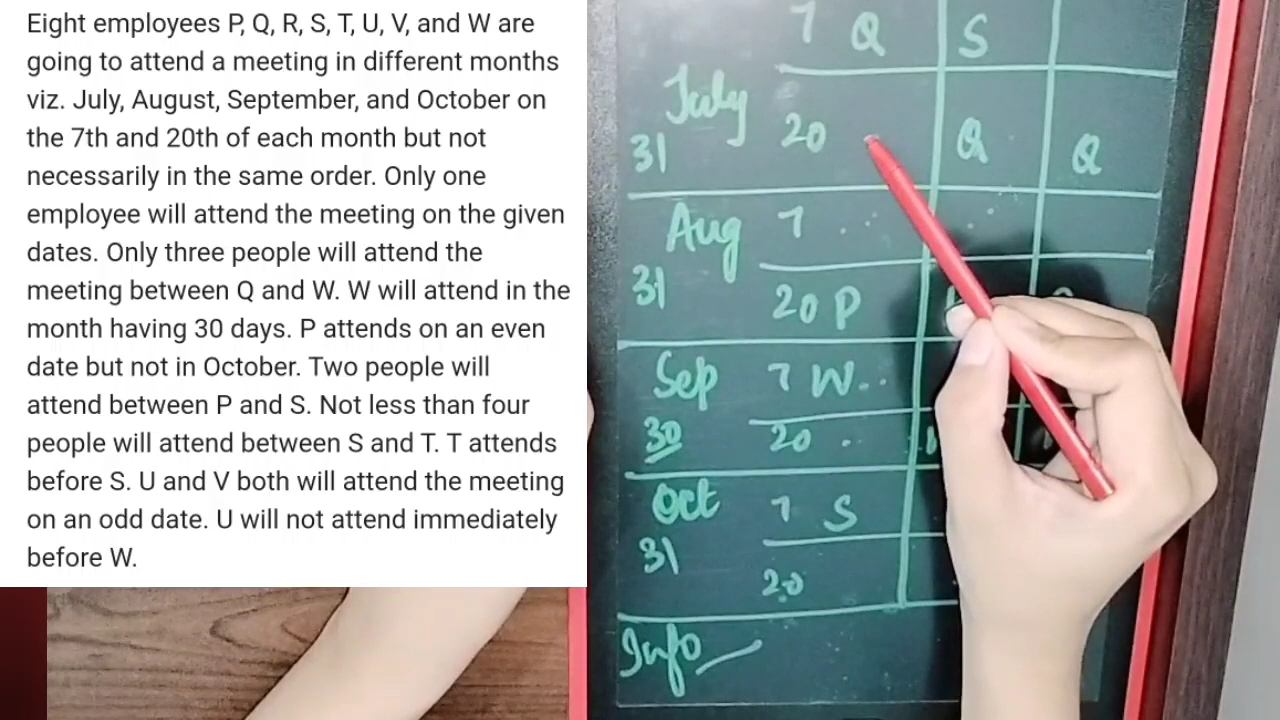 Eight employees P, Q, R, S, T, U, V, and W are
going to attend a meeting in different months
viz. July, August, September, and October on
the 7th and 20th of each month but not
necessarily in the same order. Only one
employee will attend the meeting on the given
dates. Only three people will attend the
meeting between Q and W. W will attend in the
month having 30 days. P attends on an even
date but not in October. Two people will
attend between P and S. Not less than four
people will attend between S and T. T attends
before S. U and V both will attend the meeting
on an odd date. U will not attend immediately
before W.
7 Q S
July
20 Q Q
31
Aug 7
31
20 P
Sep 7 W
30 20
Oct 7 S
31
20
Info